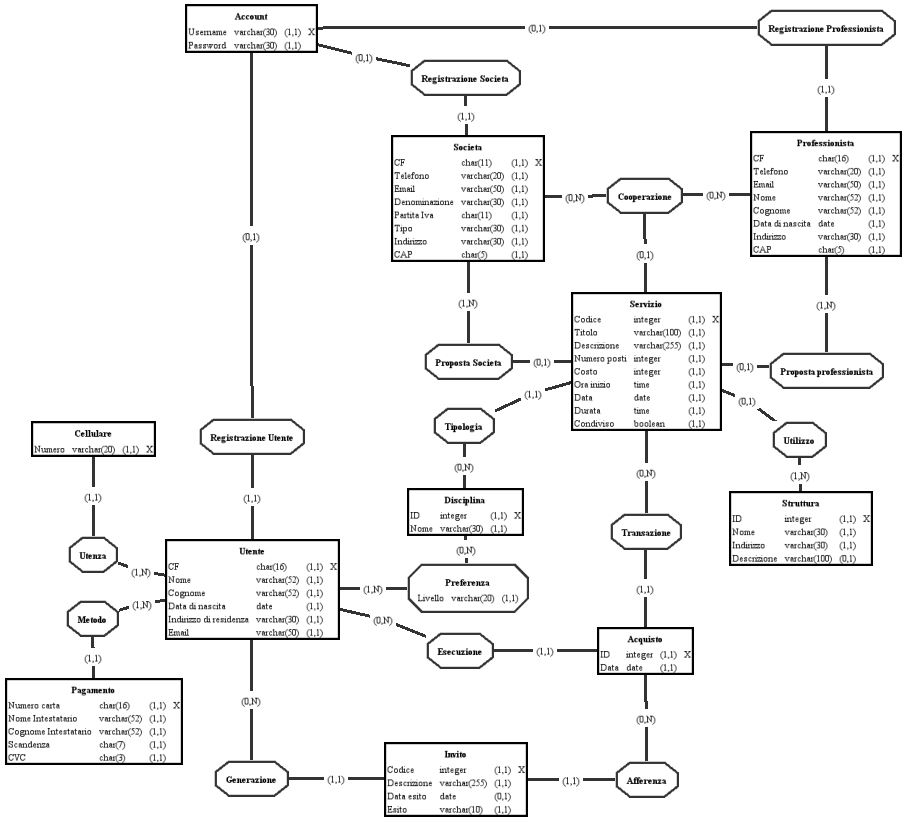 Account
Username varchar(30) (1,1) X
Password varchar(30) (1,1)
(0,1)
Registrazione Professionista
(0,1)
Registrazione Societa
(1,1)
(1,1)
Societa
CF char(11) (1,1) X
Telefono varchar(20) (1,1)
Email varchar(50) (1,1)
Denominazione varchar(30) (1,1)
Partita Iva char(11) (1,1)
Tipo varchar(30) (1,1)
Indirizzo varchar(30) (1,1)
CAP char(5) (1,1)
Professionista
CF char(16) (1,1) X
Telefono varchar(20) (1,1)
Email varchar(50) (1,1)
Nome varchar(52) (1,1)
Cognome varchar(52) (1,1)
Data di nascita date (1,1)
Indirizzo varchar(30) (1,1)
CAP char(5) (1,1)
(0,N)
Cooperazione
(0,N)
(0,1)
(0,1)
(1,N)
(1,N)
Servizio
Codice integer (1,1) X
Titolo varchar(100) (1,1)
Descrizione varchar(255) (1,1)
Numero posti integer (1,1)
Costo integer (1,1)
Ora inizio time (1,1)
Data date (1,1)
Durata time (1,1)
Condiviso boolean (1,1)
Proposta Societa
(0,1)
(0,1)
Proposta professionista
(1,1)
(0,1)
Tipologia
Utilizzo
Registrazione Utente
Cellulare
Numero varchar(20) (1,1) X
(0,N)
(0,N)
(1,N)
(1,1)
(1,1)
Disciplina
ID integer (1,1) X
Nome varchar(30) (1,1)
Struttura
ID integer (1,1) X
Nome varchar(30) (1,1)
Indirizzo varchar(30) (1,1)
Descrizione varchar(100) (0,1)
Transazione
(0,N)
Utenza
(1,N)
Utente
CF char(16) (1,1) X
Nome varchar(52) (1,1)
Cognome varchar(52) (1,1)
Data di nascita date (1,1)
Indirizzo di residenza varchar(30) (1,1)
Email varchar(50) (1,1)
(1,N)
Preferenza
Livello varchar(20) (1,1)
(1,1)
(1,N)
Metodo
(0,N)
Esecuzione
(1,1)
Acquisto
ID integer (1,1) X
Data date (1,1)
(1,1)
Pagamento
Numero carta char(16) (1,1) X
Nome Intestatario varchar(52) (1,1)
Cognome Intestatario varchar(52) (1,1)
Scandenza char(7) (1,1)
CVC char(3) (1,1)
(0,N)
(0,N)
Generazione
(1,1)
Invito
Codice integer (1,1) X
Descrizione varchar(255) (1,1)
Data esito date (0,1)
Esito varchar(10) (1,1)
(1,1)
Afferenza